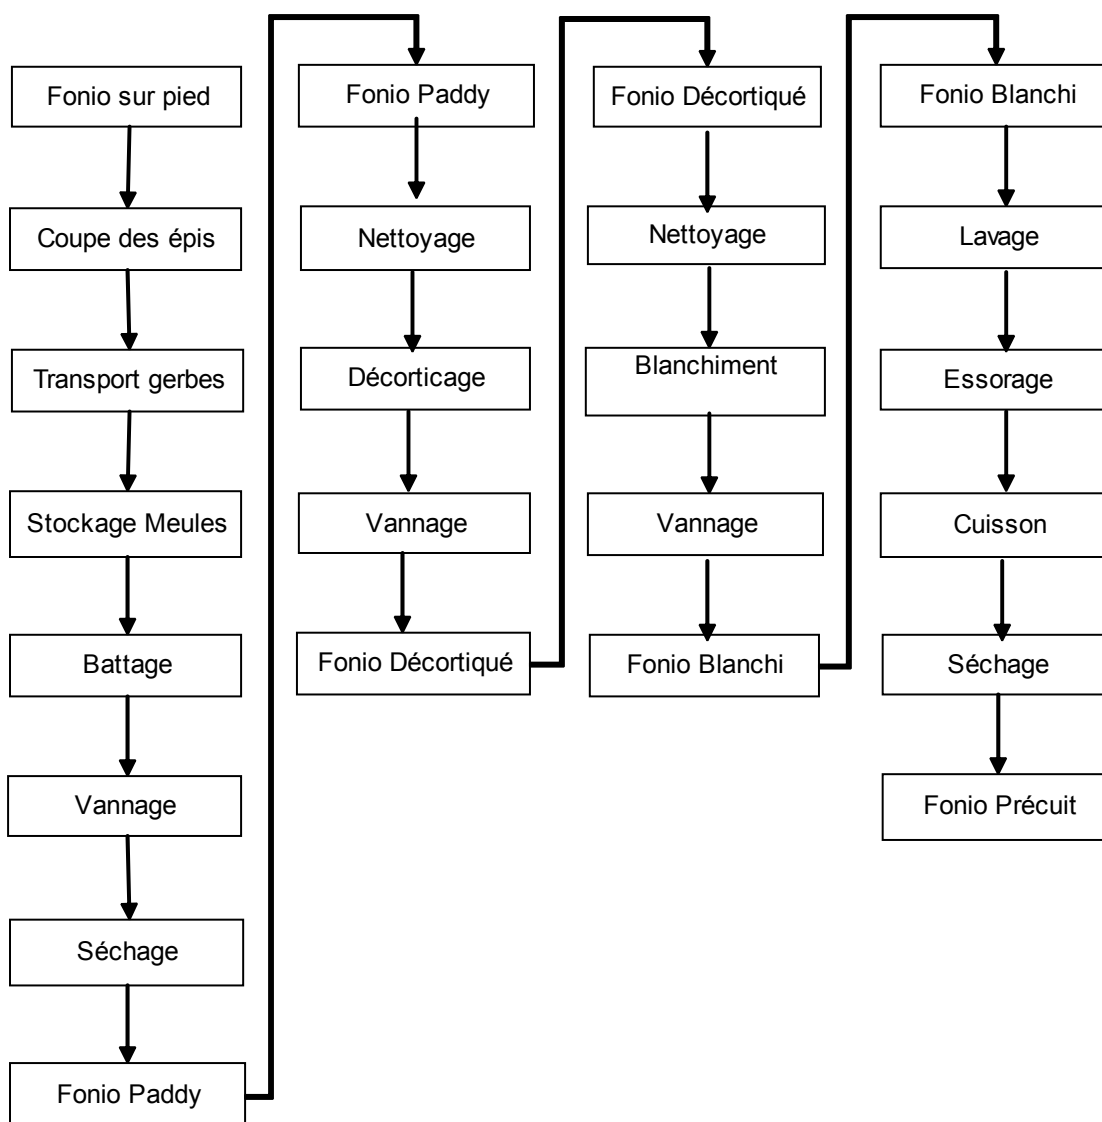 Fonio sur pied
Coupe des épis
Transport gerbes
Stockage Meules
Battage
Vannage
Séchage
Fonio Paddy
Fonio Paddy
Nettoyage
Décorticage
Vannage
Fonio Décortiqué
Fonio Décortiqué
Nettoyage
Blanchiment
Vannage
Fonio Blanchi
Fonio Blanchi
Lavage
Essorage
Cuisson
Séchage
Fonio Précuit